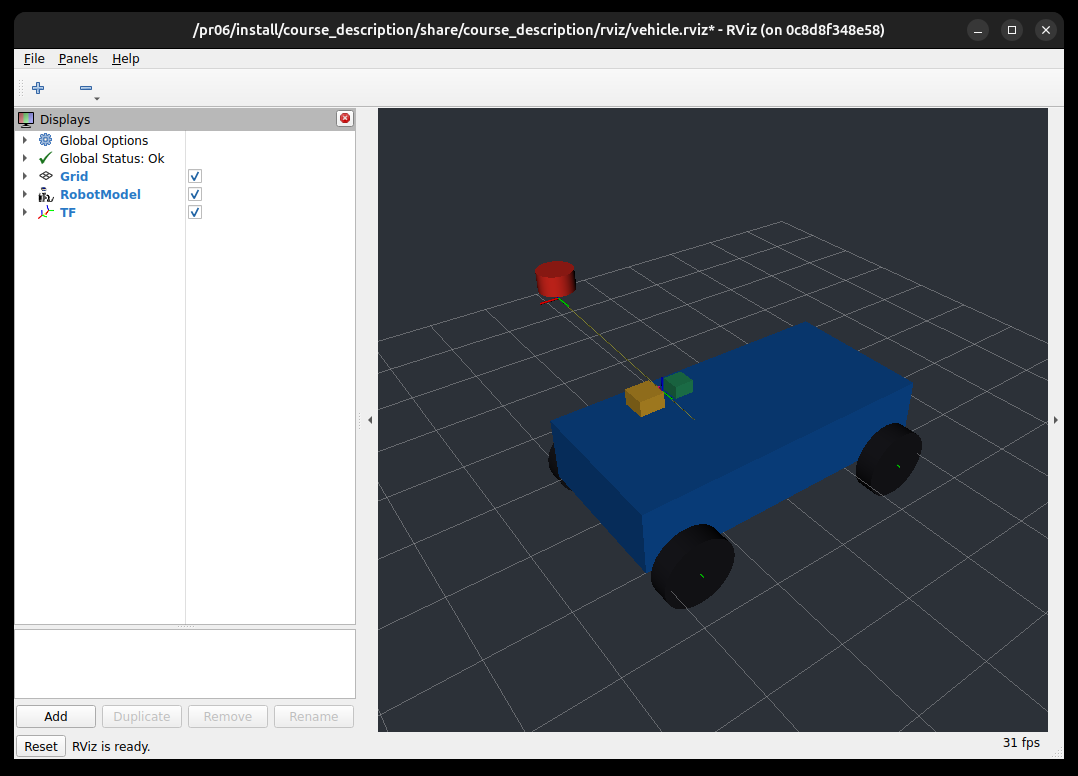 /pr06/install/course_description/share/course_description/rviz/vehicle.rviz* - RViz (on 0c8d8f348e58)
File Panels Help
Displays
Global Options
Global Status: Ok
Grid
RobotModel
TF
Add Duplicate Remove Rename
Reset RViz is ready. 31 fps